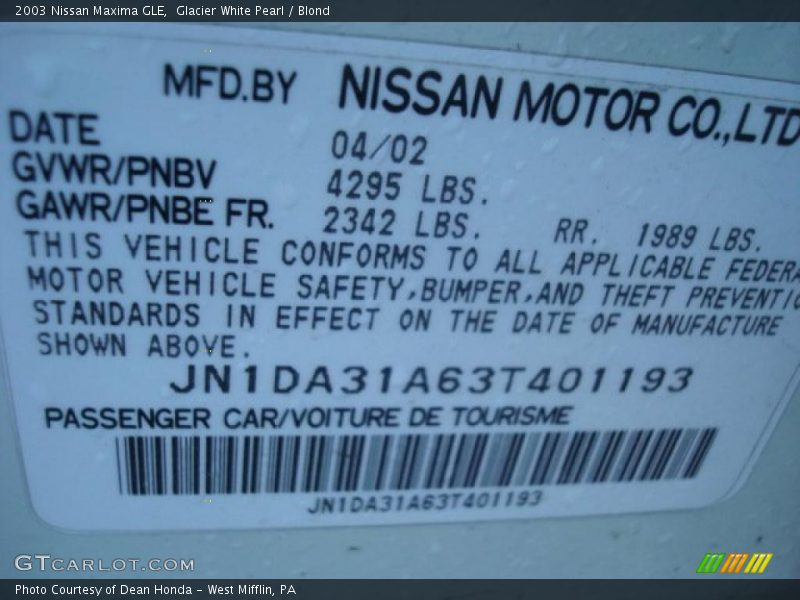 2003 Nissan Maxima GLE,  Glacier White Pearl / Blond
MFD.BY NISSAN MOTOR CO.,LTD
DATE 04/02
GVWR/PNBV 4295 LBS.
GAWR/PNBE FR. 2342 LBS. RR. 1989 LBS.
THIS VEHICLE CONFORMS TO ALL APPLICABLE FEDERA
MOTOR VEHICLE SAFETY,BUMPER,AND THEFT PREVENTIO
STANDARDS IN EFFECT ON THE DATE OF MANUFACTURE
SHOWN ABOVE.
JN1DA31A63T401193
PASSENGER CAR/VOITURE DE TOURISME
JN1DA31A63T401193
GTCARLOT.COM
Photo Courtesy of Dean Honda - West Mifflin, PA